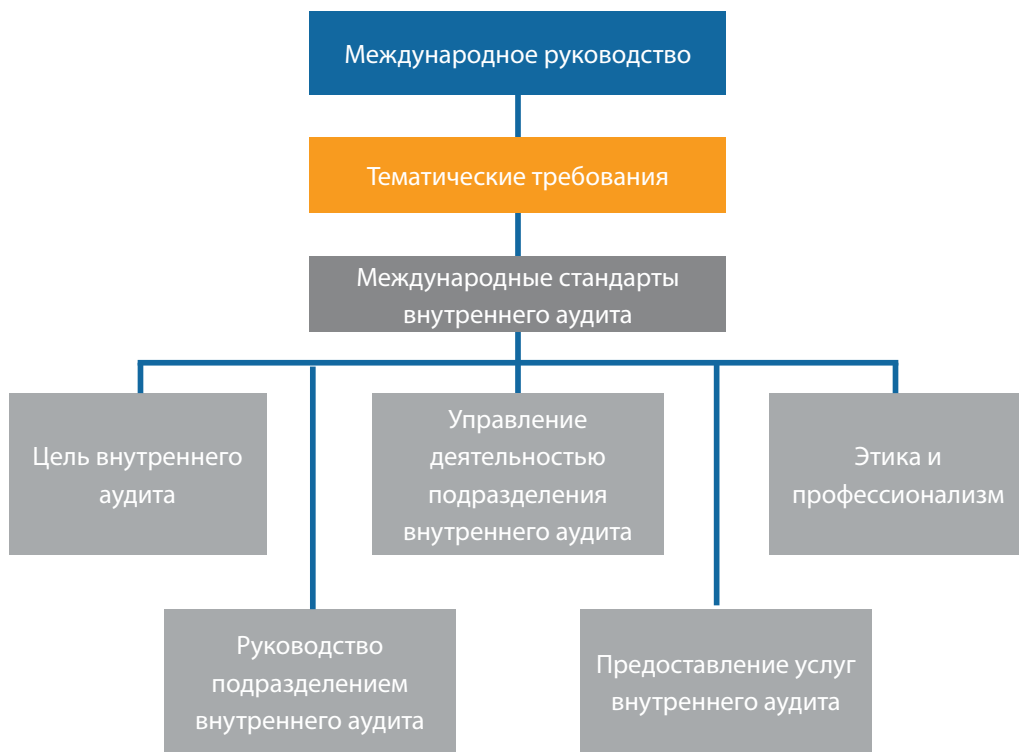 Международное руководство
Тематические требования
Международные стандарты
внутреннего аудита
Цель внутреннего
аудита
Управление
деятельностью
подразделения
внутреннего аудита
Этика и
профессионализм
Руководство
подразделением
внутреннего аудита
Предоставление услуг
внутреннего аудита